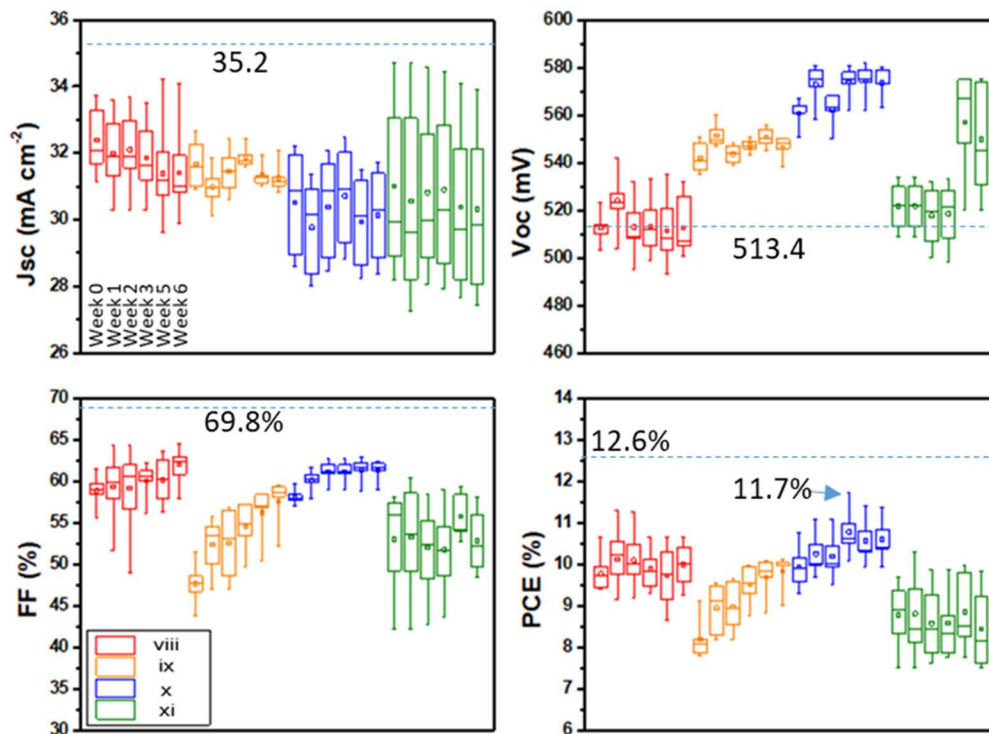 36
34
32
30
28
26
Jsc (mA cm-2)
35.2
Week 0
Week 1
Week 2
Week 3
Week 5
Week 6
600
580
560
540
520
500
480
460
Voc (mV)
513.4
70
65
60
55
50
45
40
35
30
FF (%)
69.8%
viii
ix
x
xi
14
13
12
11
10
9
8
7
6
PCE (%)
12.6%
11.7%